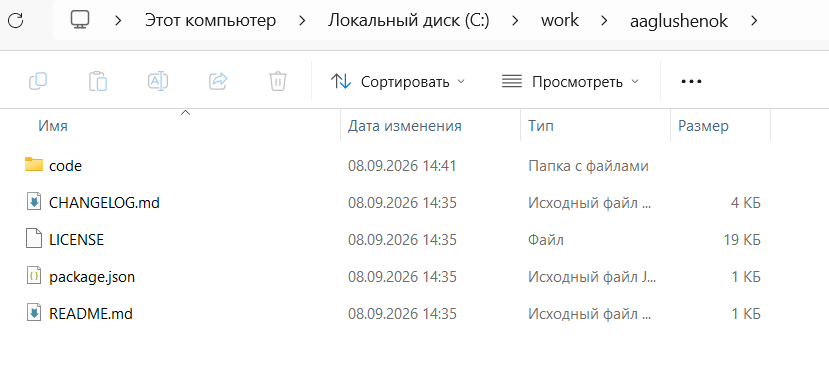 Этот компьютер > Локальный диск (C:) > work > aaglushenok >
Сортировать Просмотреть
Имя Дата изменения Тип Размер
code 08.09.2026 14:41 Папка с файлами
CHANGELOG.md 08.09.2026 14:35 Исходный файл ... 4 КБ
LICENSE 08.09.2026 14:35 Файл 19 КБ
package.json 08.09.2026 14:35 Исходный файл J... 1 КБ
README.md 08.09.2026 14:35 Исходный файл ... 1 КБ